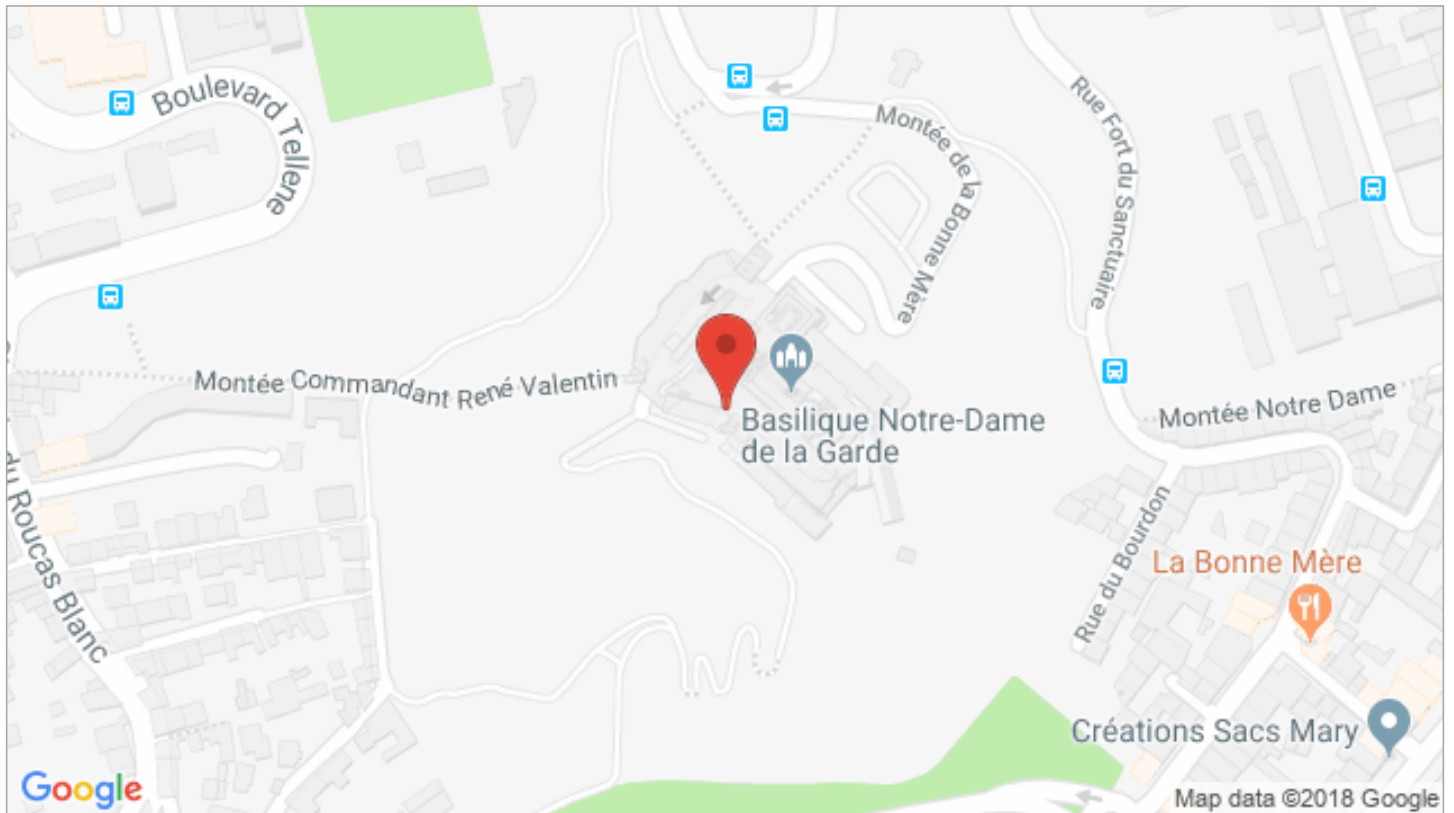 Boulevard Tellene
Montée de la Bonne Mère
Rue Fort du Sanctuaire
Montée Commandant René Valentin
Basilique Notre-Dame
de la Garde
Montée Notre Dame
du Roucas Blanc
Rue du Bourdon
La Bonne Mère
Créations Sacs Mary
Google
Map data ©2018 Google